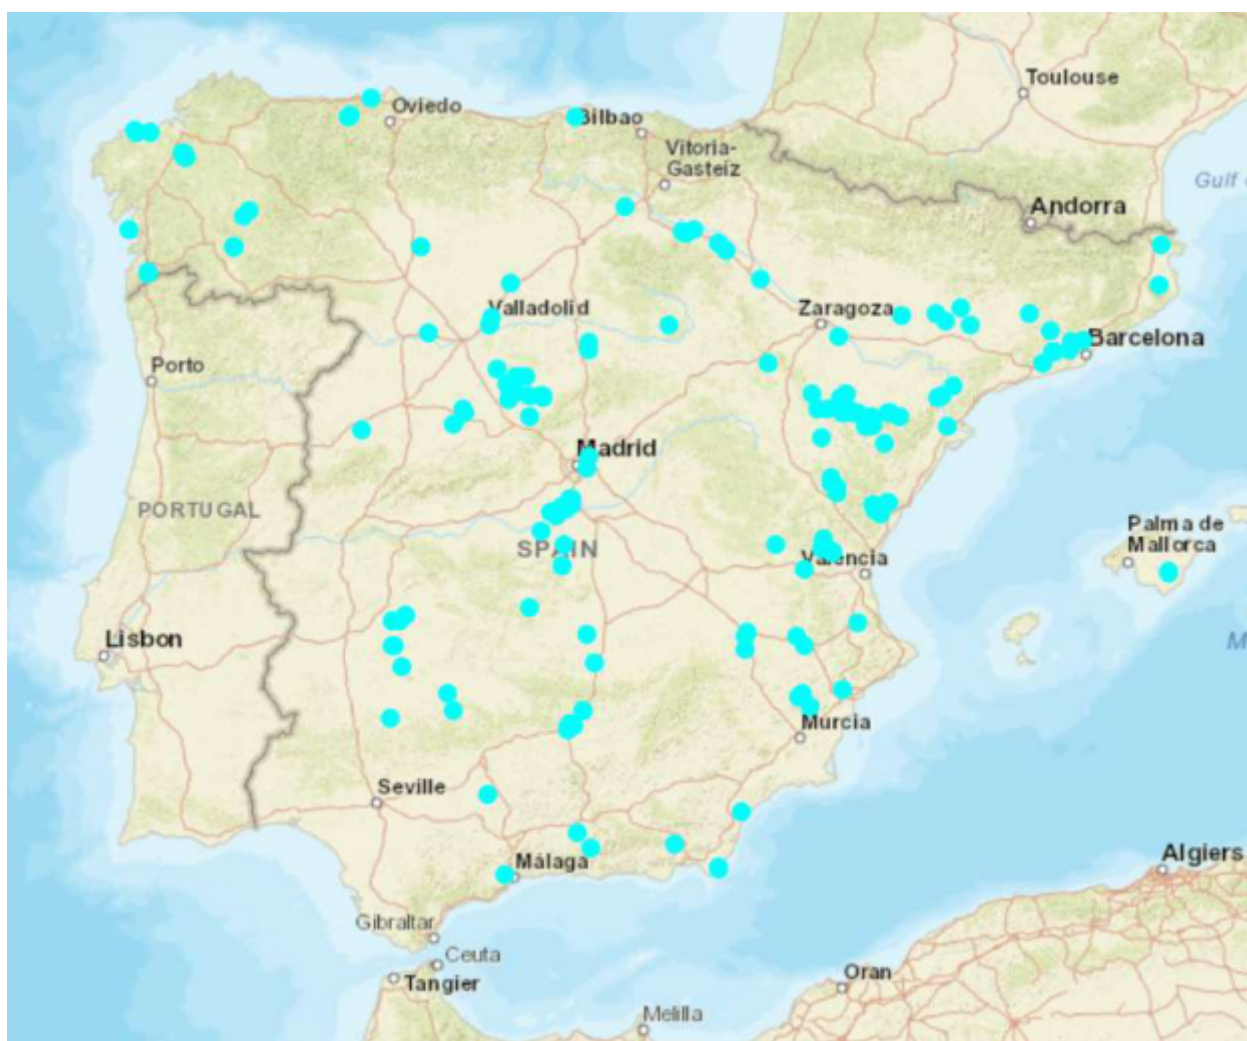 Toulouse
Oviedo
Bilbao
Vitoria-
Gasteiz
Gulf
Andorra
Valladolid
Zaragoza
Barcelona
Porto
Madrid
PORTUGAL
Palma de
Mallorca
SPAIN
Valencia
Lisbon
M
Murcia
Seville
Málaga
Algiers
Gibraltar
Ceuta
Tangier
Oran
Melilla